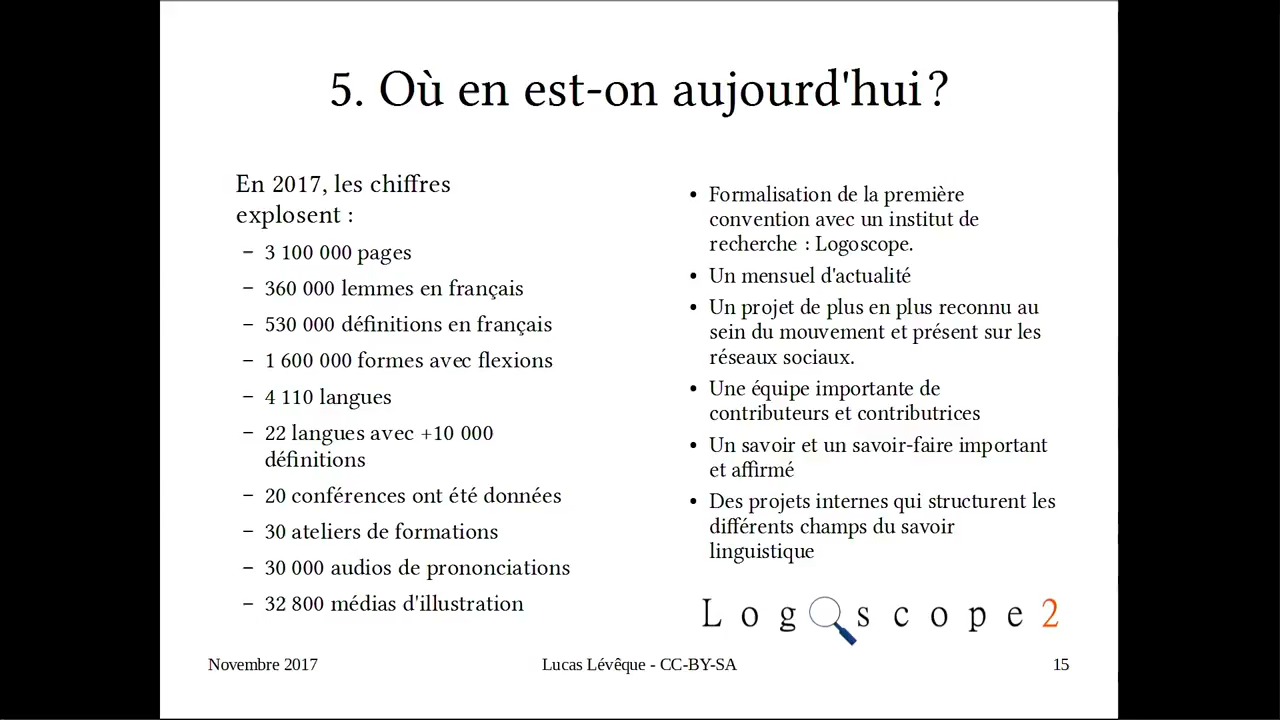 5. Où en est-on aujourd'hui ?
En 2017, les chiffres
explosent :
– 3 100 000 pages
– 360 000 lemmes en français
– 530 000 définitions en français
– 1 600 000 formes avec flexions
– 4 110 langues
– 22 langues avec +10 000
définitions
– 20 conférences ont été données
– 30 ateliers de formations
– 30 000 audios de prononciations
– 32 800 médias d'illustration
• Formalisation de la première
convention avec un institut de
recherche : Logoscope.
• Un mensuel d'actualité
• Un projet de plus en plus reconnu au
sein du mouvement et présent sur les
réseaux sociaux.
• Une équipe importante de
contributeurs et contributrices
• Un savoir et un savoir-faire important
et affirmé
• Des projets internes qui structurent les
différents champs du savoir
linguistique
Logoscope2
Novembre 2017
Lucas Lévêque - CC-BY-SA
15